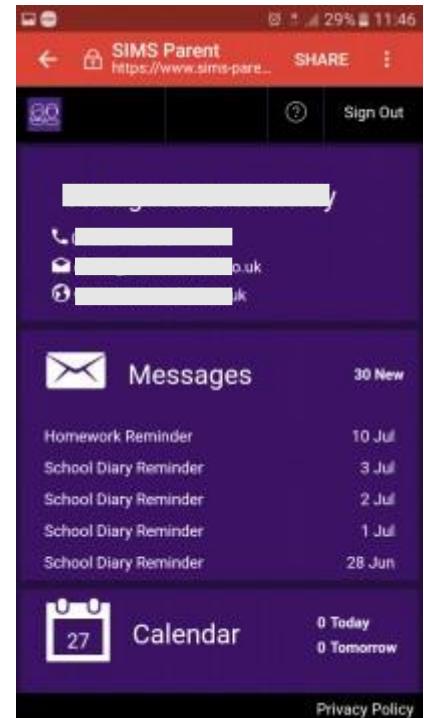 29% 11:46
SIMS Parent
https://www.sims-pare...
SHARE
Sign Out
y
o.uk
uk
Messages
30 New
Homework Reminder 10 Jul
School Diary Reminder 3 Jul
School Diary Reminder 2 Jul
School Diary Reminder 1 Jul
School Diary Reminder 28 Jun
27
Calendar
0 Today
0 Tomorrow
Privacy Policy